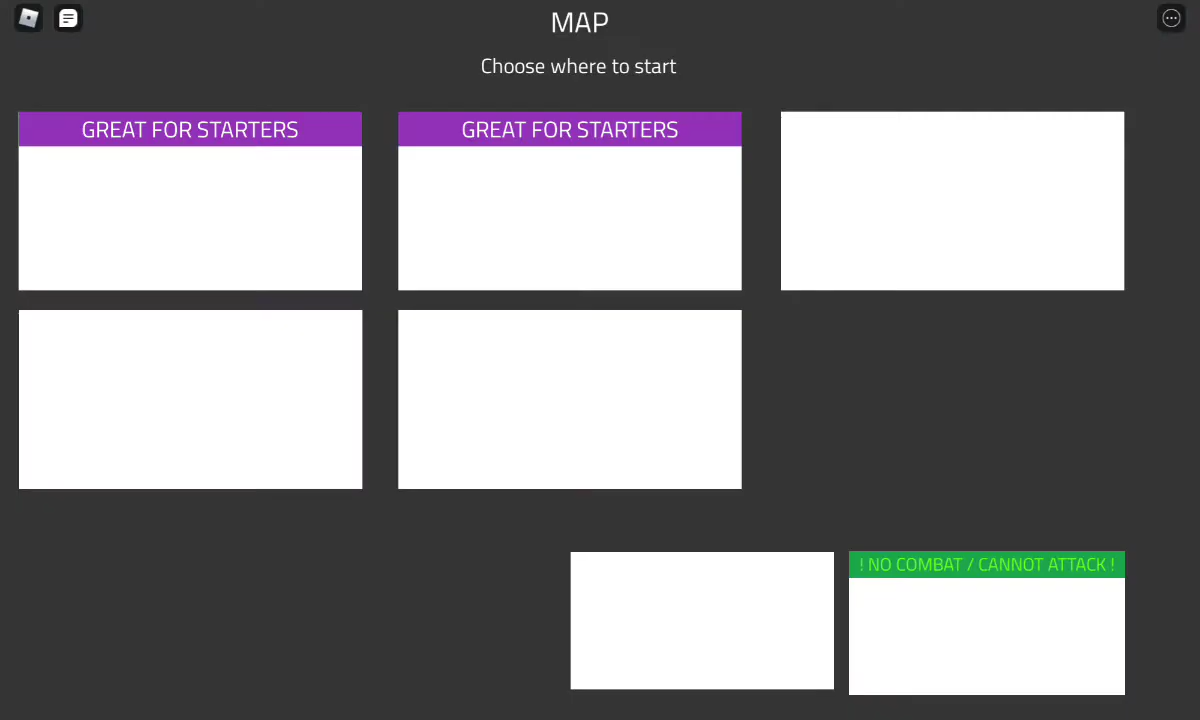 MAP
Choose where to start
GREAT FOR STARTERS
GREAT FOR STARTERS
! NO COMBAT / CANNOT ATTACK !